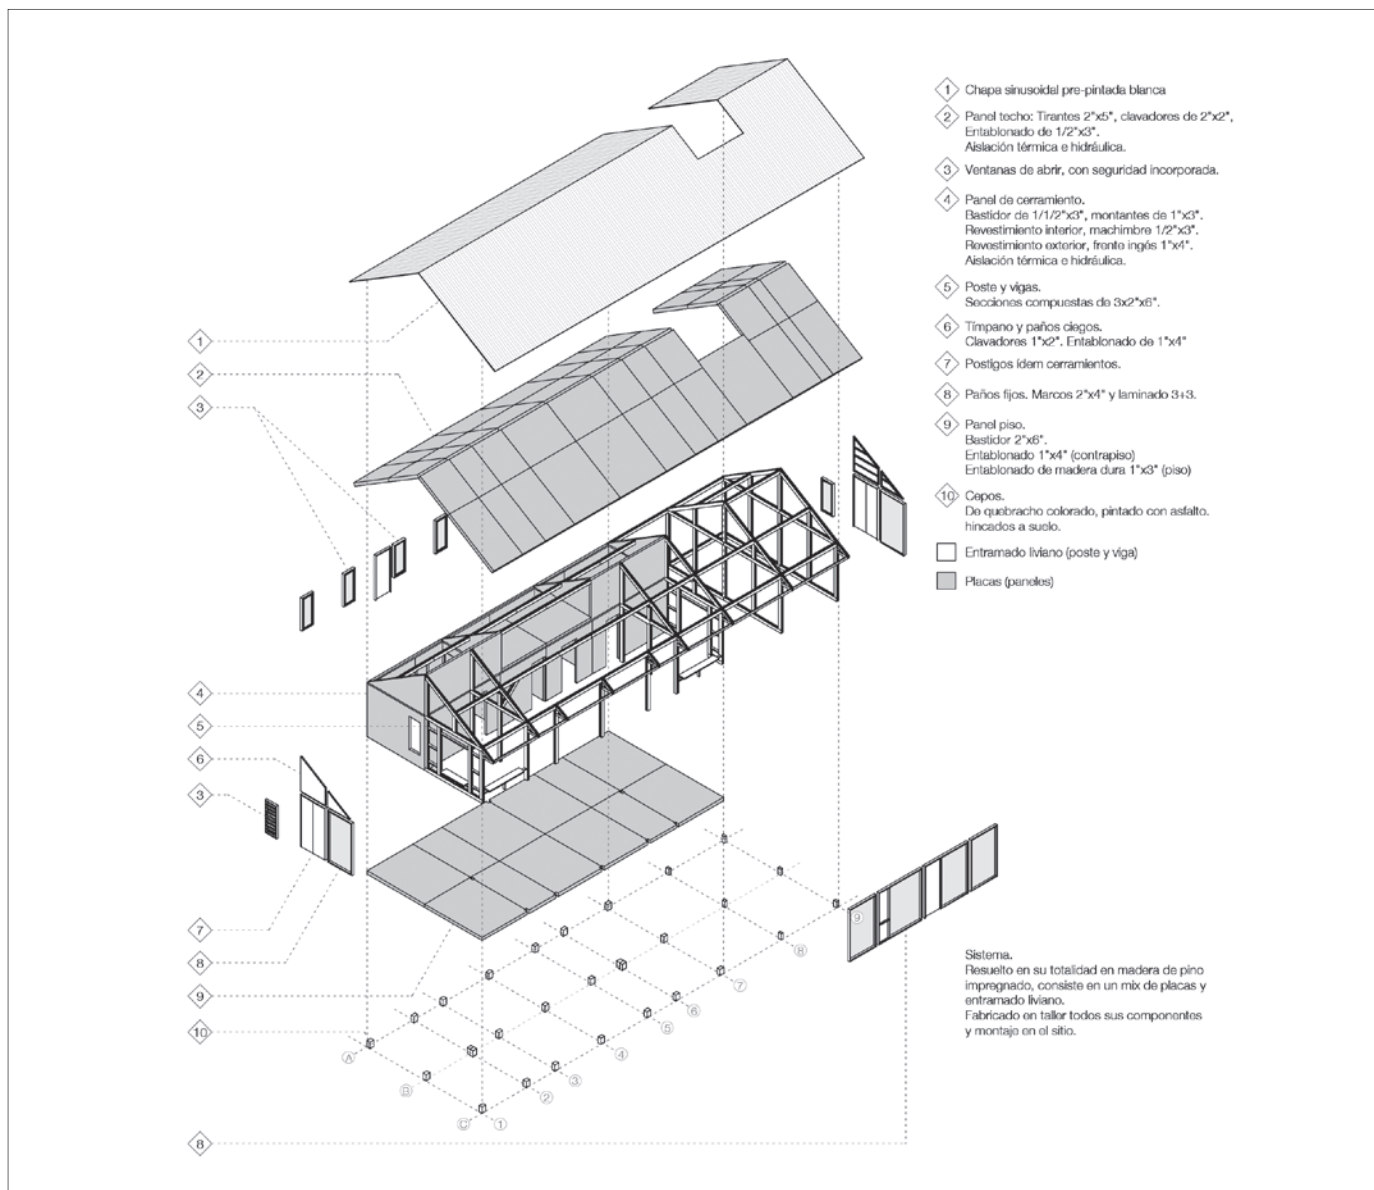 1 Chapa sinusoidal pre-pintada blanca
2 Panel techo: Tirantes 2"x5", clavadores de 2"x2",
Entablonado de 1/2"x3".
Aislación térmica e hidráulica.
3 Ventanas de abrir, con seguridad incorporada.
4 Panel de cerramiento.
Bastidor de 1/1/2"x3", montantes de 1"x3".
Revestimiento interior, machimbre 1/2"x3".
Revestimiento exterior, frente ingés 1"x4".
Aislación térmica e hidráulica.
5 Poste y vigas.
Secciones compuestas de 3x2"x6".
6 Tímpano y paños ciegos.
Clavadores 1"x2". Entablonado de 1"x4"
7 Postigos ídem cerramientos.
8 Paños fijos. Marcos 2"x4" y laminado 3+3.
9 Panel piso.
Bastidor 2"x6".
Entablonado 1"x4" (contrapiso)
Entablonado de madera dura 1"x3" (piso)
10 Cepos.
De quebracho colorado, pintado con asfalto.
hincados a suelo.
Entramado liviano (poste y viga)
Placas (paneles)
1
2
3
4
5
6
3
7
8
9
10
8
A
B
C
1
2
3
4
5
6
7
8
9
Sistema.
Resuelto en su totalidad en madera de pino
impregnado, consiste en un mix de placas y
entramado liviano.
Fabricado en taller todos sus componentes
y montaje en el sitio.